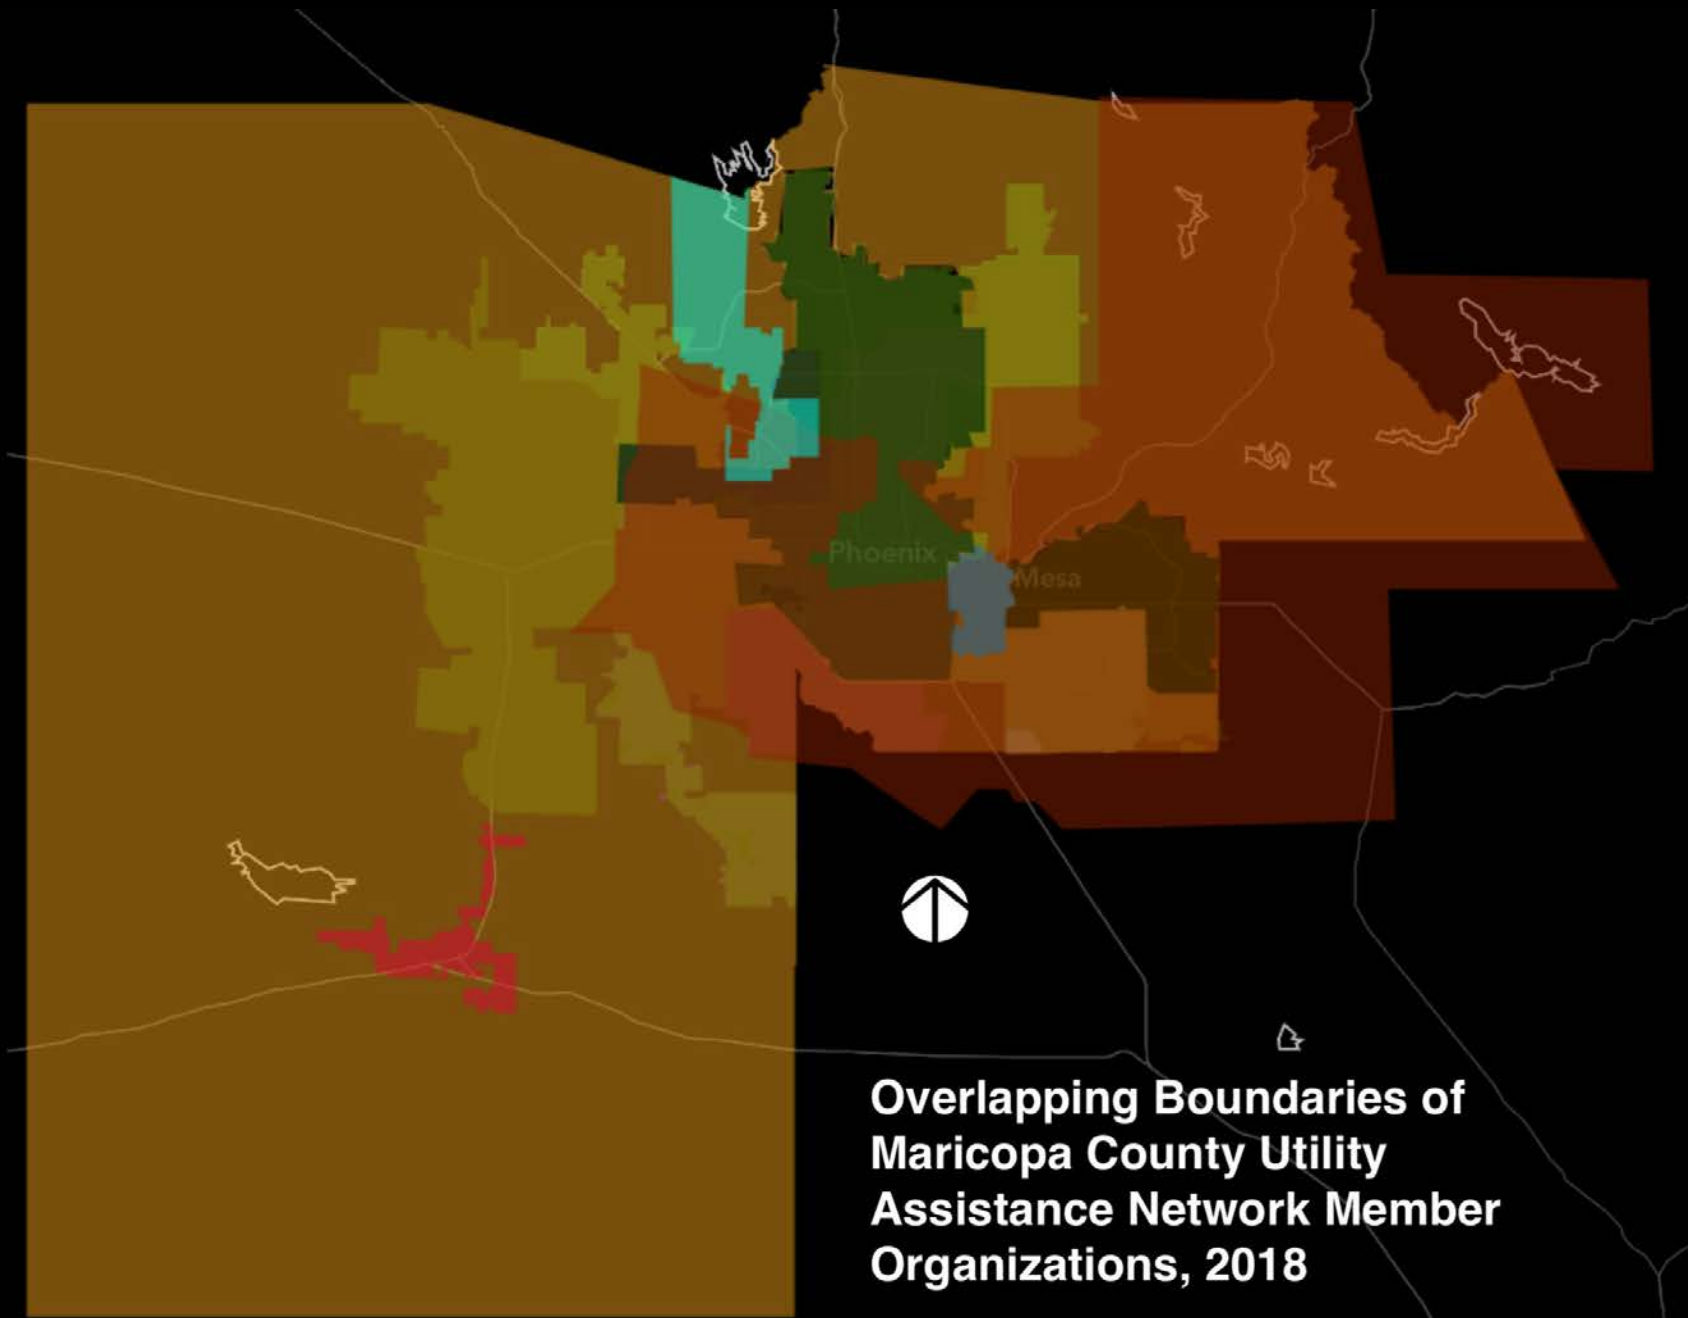 Phoenix
Mesa
Overlapping Boundaries of
Maricopa County Utility
Assistance Network Member
Organizations, 2018